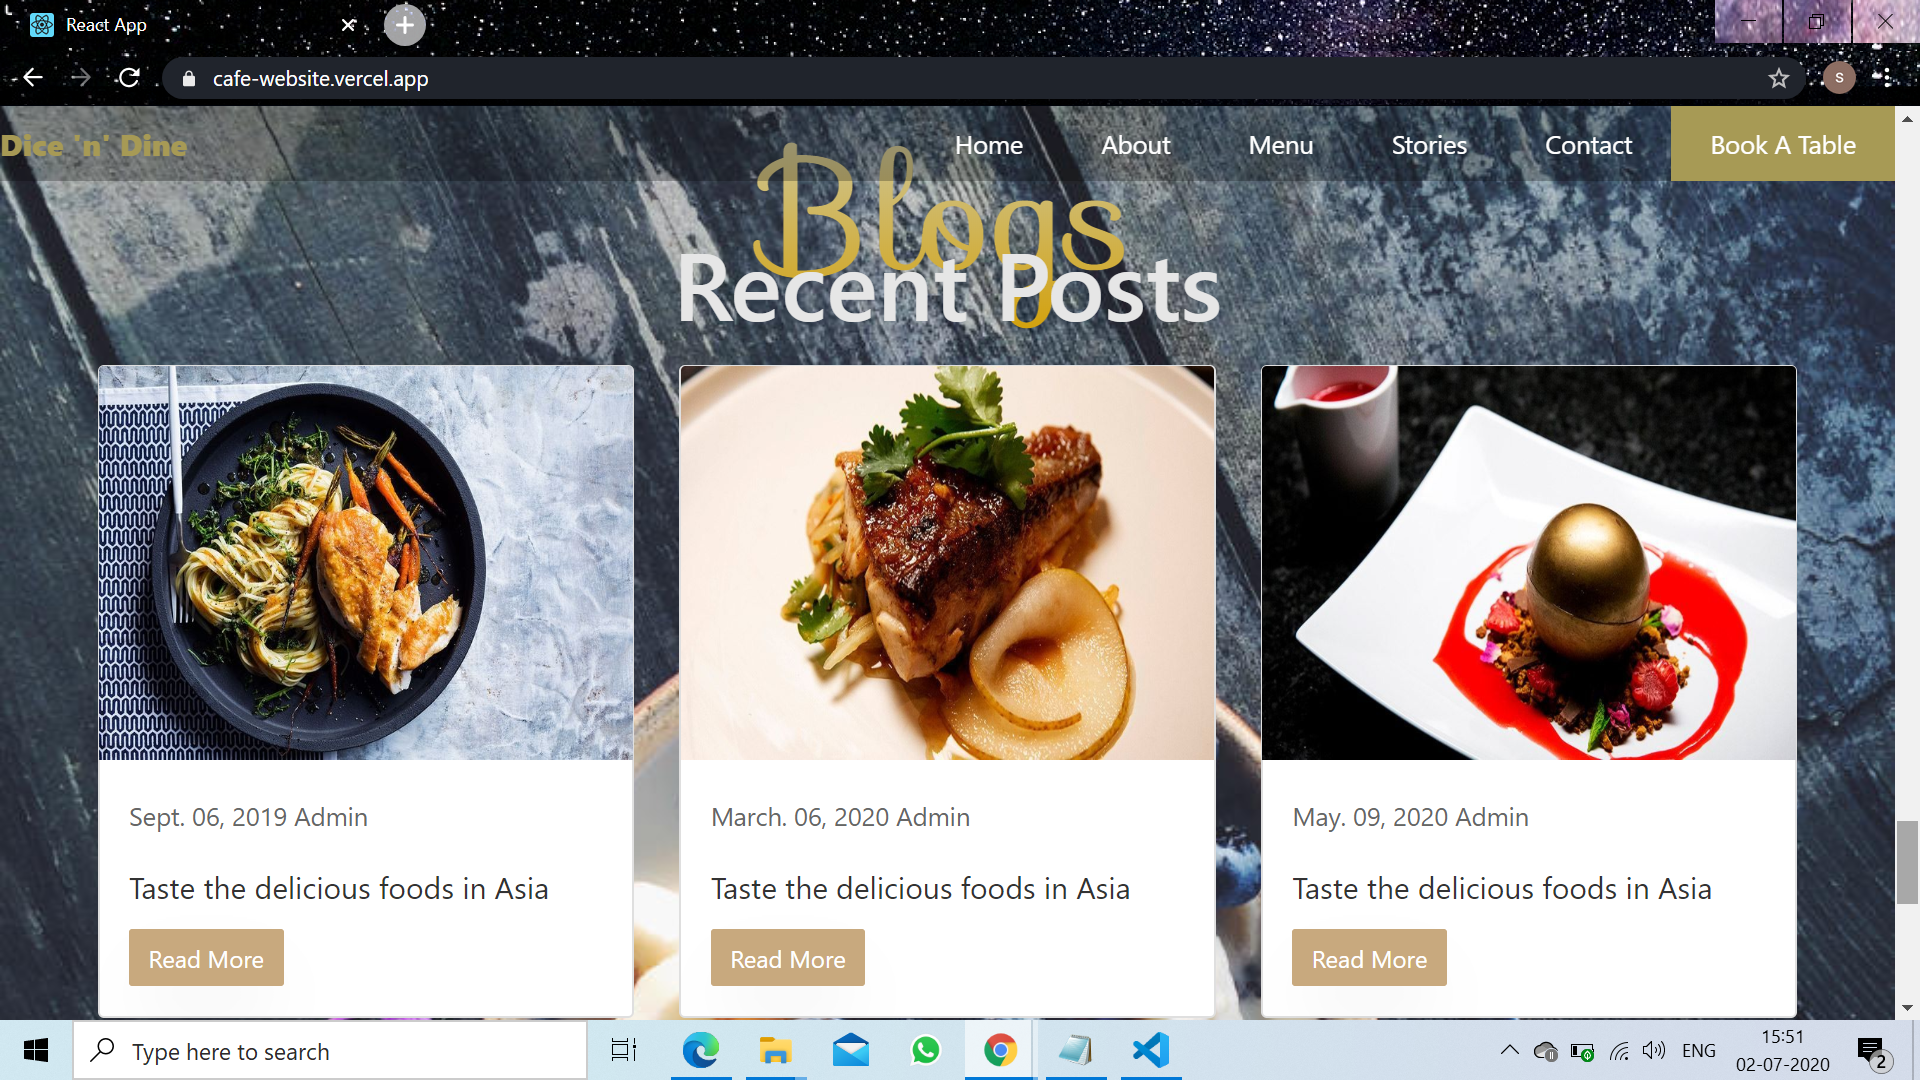 React App
cafe-website.vercel.app
S
Dice 'n' Dine
Home
About
Menu
Stories
Contact
Book A Table
Blogs
Recent Posts
Sept. 06, 2019 Admin
Taste the delicious foods in Asia
Read More
March. 06, 2020 Admin
Taste the delicious foods in Asia
Read More
May. 09, 2020 Admin
Taste the delicious foods in Asia
Read More
Type here to search
ENG
15:51
02-07-2020
2